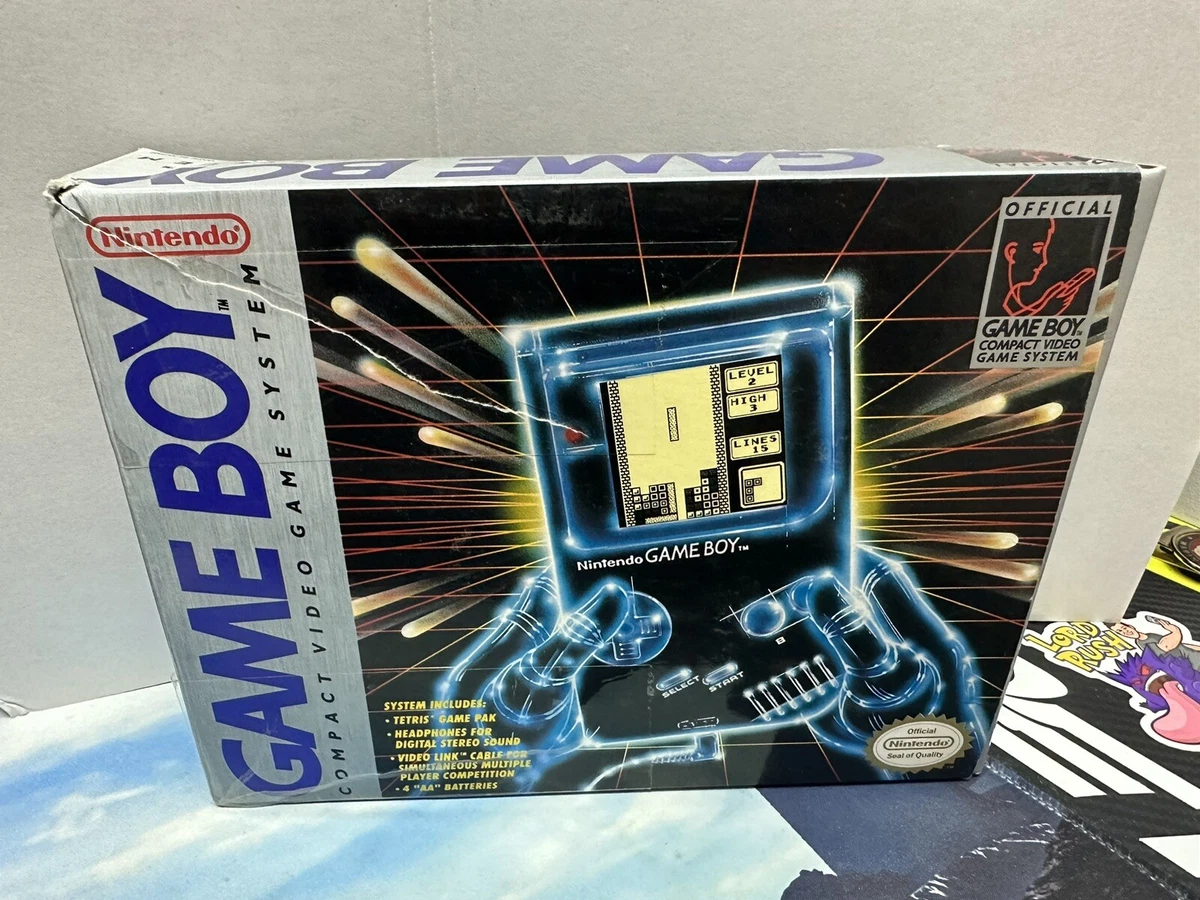 GAME BOY
Nintendo®
GAME BOY™
COMPACT VIDEO GAME SYSTEM
OFFICIAL
GAME BOY™
COMPACT VIDEO
GAME SYSTEM
LEVEL
2
HIGH
3
LINES
15
Nintendo GAME BOY™
B
SELECT
START
SYSTEM INCLUDES:
• TETRIS® GAME PAK
• HEADPHONES FOR
DIGITAL STEREO SOUND
• VIDEO LINK™ CABLE FOR
SIMULTANEOUS MULTIPLE
PLAYER COMPETITION
• 4 "AA" BATTERIES
Official
Nintendo
Seal of Quality
LORD
RUSH